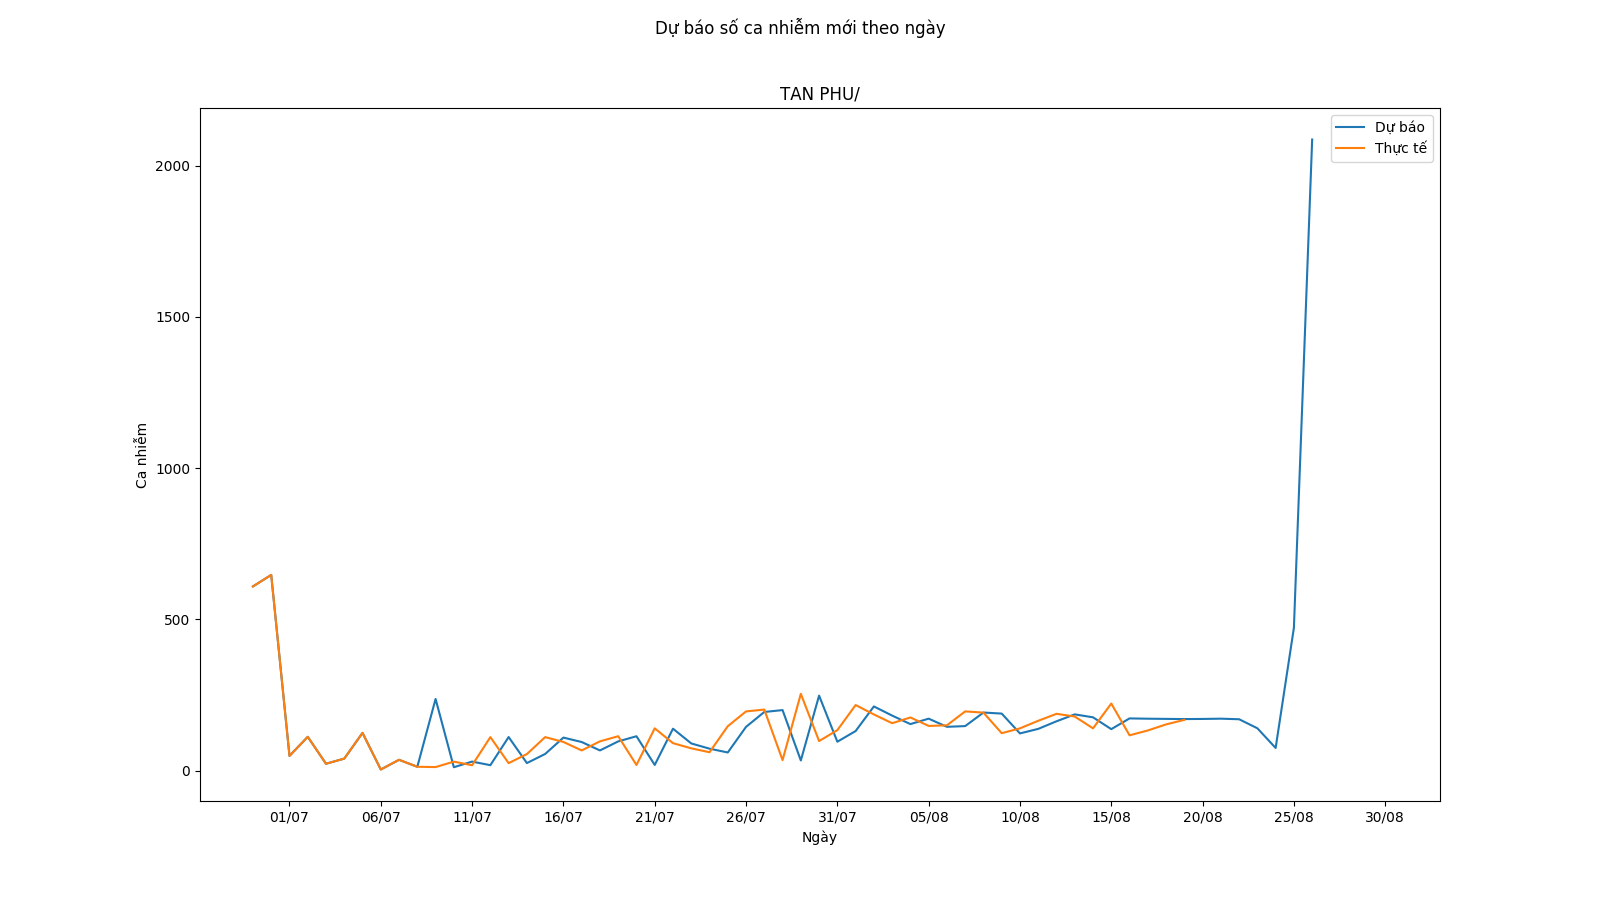 Dự báo số ca nhiễm mới theo ngày
TAN PHU/
Dự báo
Thực tế
2000
1500
1000
500
0
Ca nhiễm
01/07 06/07 11/07 16/07 21/07 26/07 31/07 05/08 10/08 15/08 20/08 25/08 30/08
Ngày